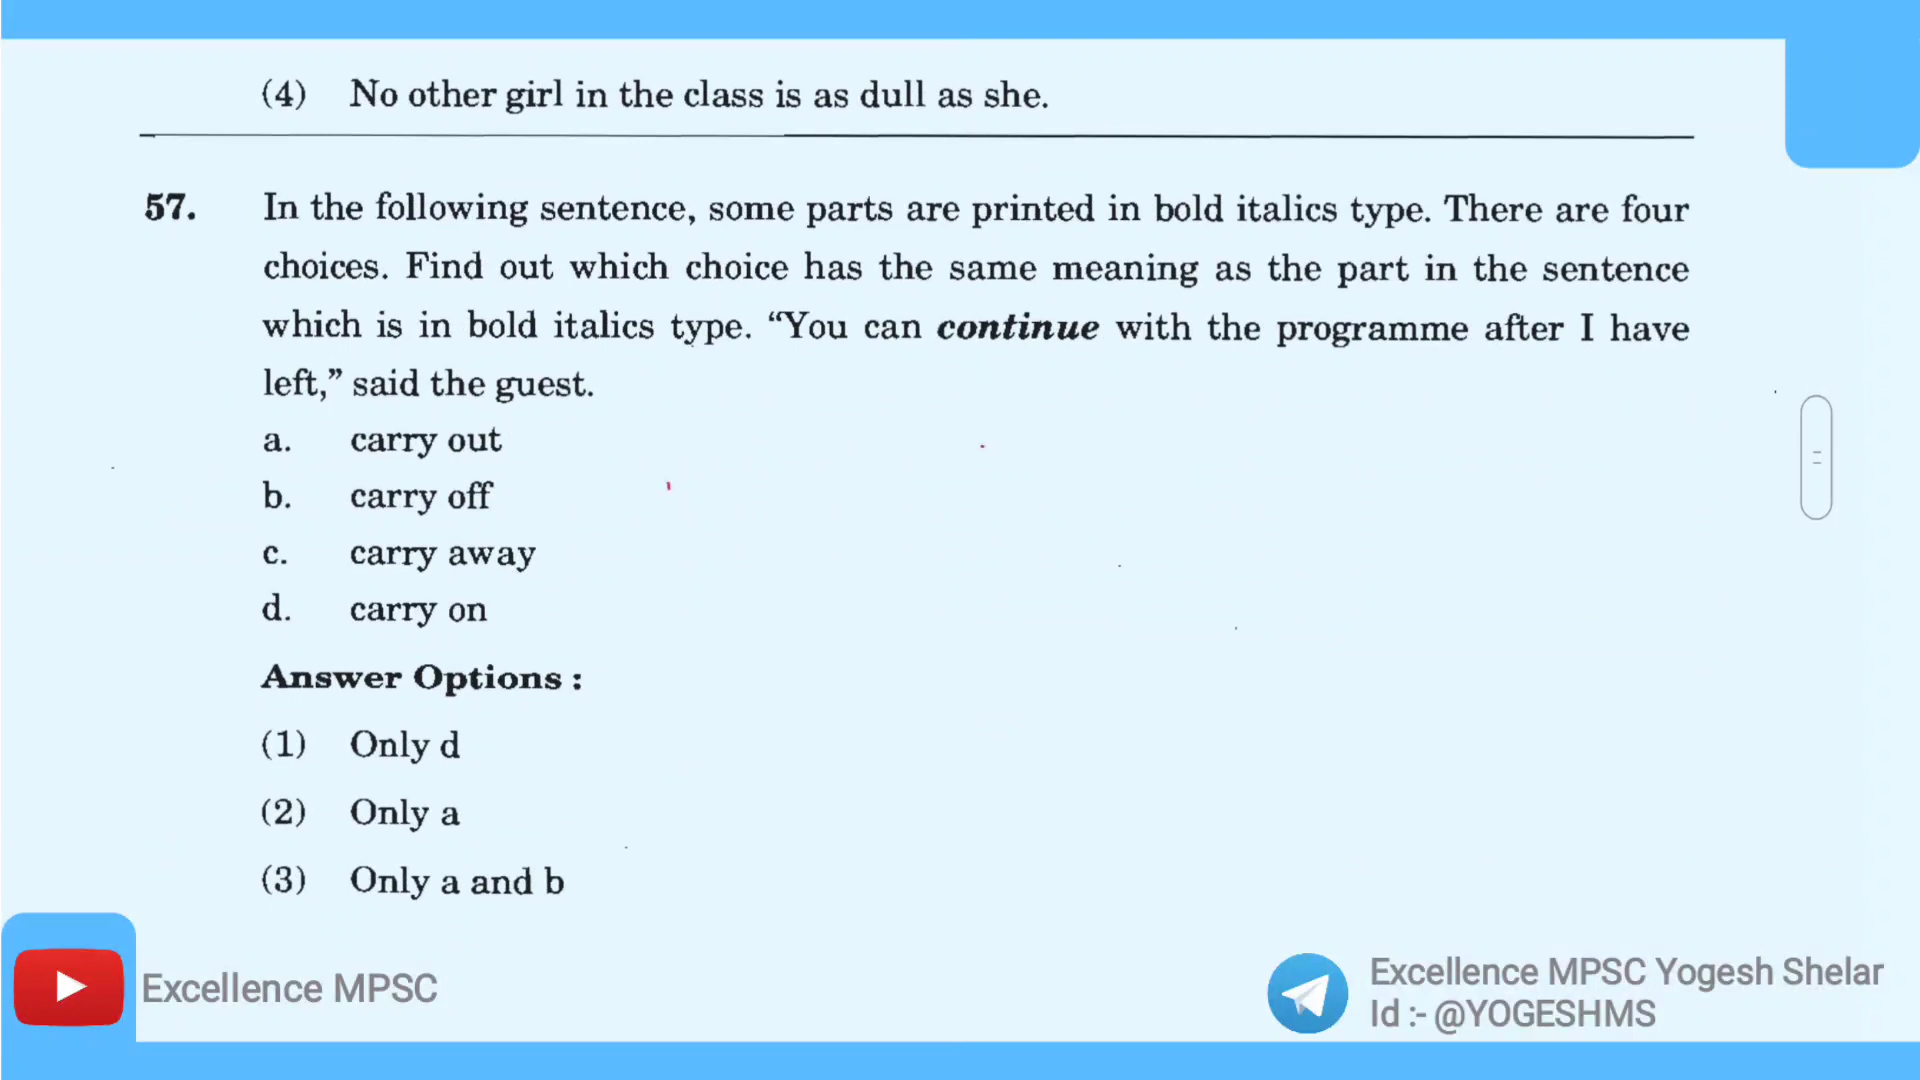 (4) No other girl in the class is as dull as she.
57. In the following sentence, some parts are printed in bold italics type. There are four
choices. Find out which choice has the same meaning as the part in the sentence
which is in bold italics type. “You can continue with the programme after I have
left,” said the guest.
a. carry out
b. carry off
c. carry away
d. carry on
Answer Options :
(1) Only d
(2) Only a
(3) Only a and b
Excellence MPSC
Excellence MPSC Yogesh Shelar
Id :- @YOGESHMS